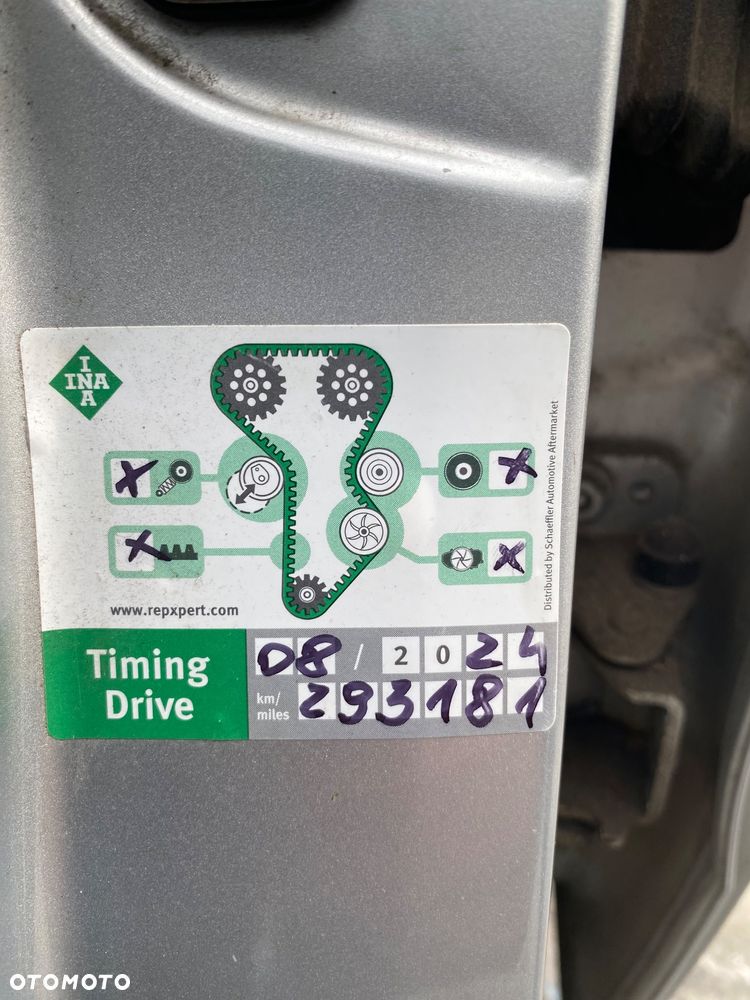 I
INA
A
www.repxpert.com
Distributed by Schaeffler Automotive Aftermarket
Timing
Drive
08 / 2024
km/
miles
293181
OTOMOTO